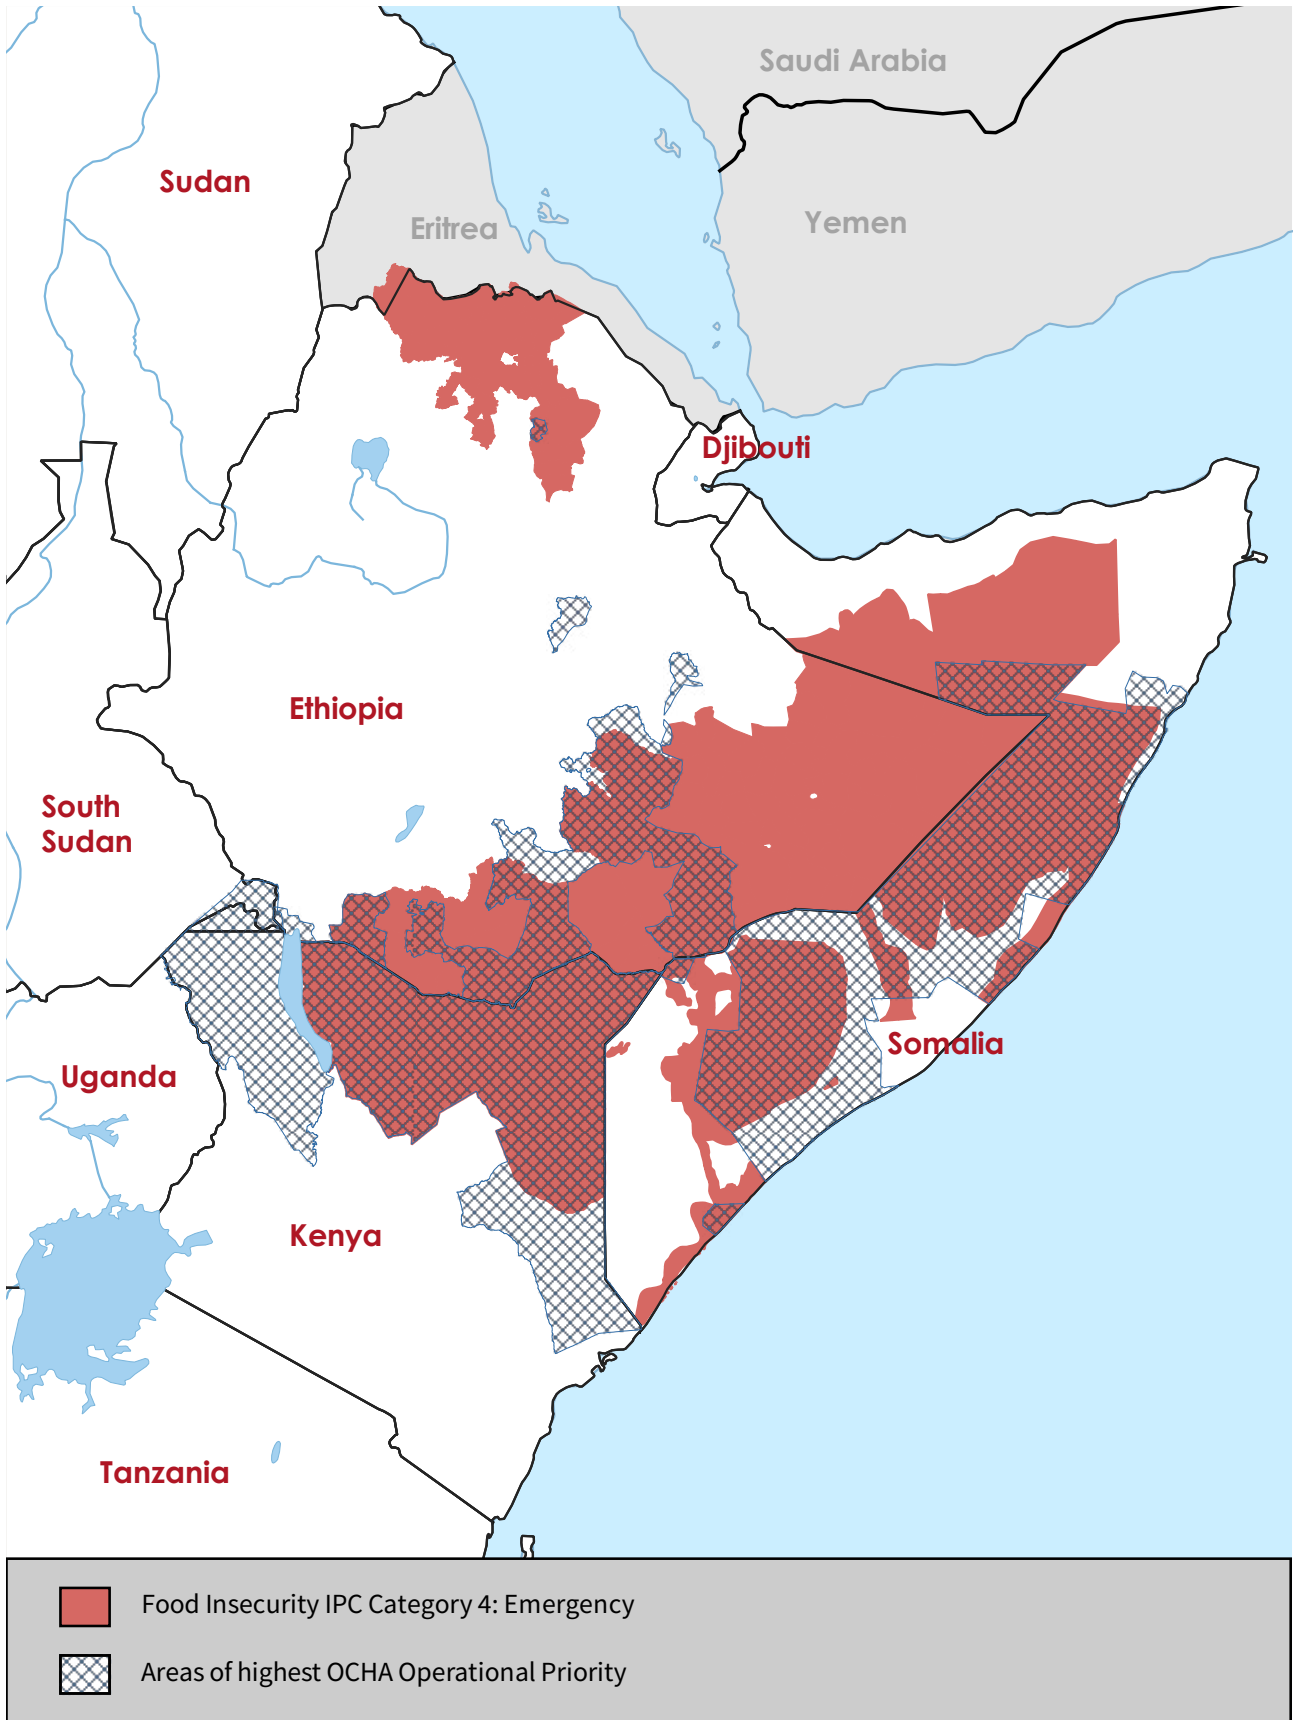 Saudi Arabia
Sudan
Eritrea
Yemen
Djibouti
Ethiopia
South
Sudan
Somalia
Uganda
Kenya
Tanzania
Food Insecurity IPC Category 4: Emergency
Areas of highest OCHA Operational Priority